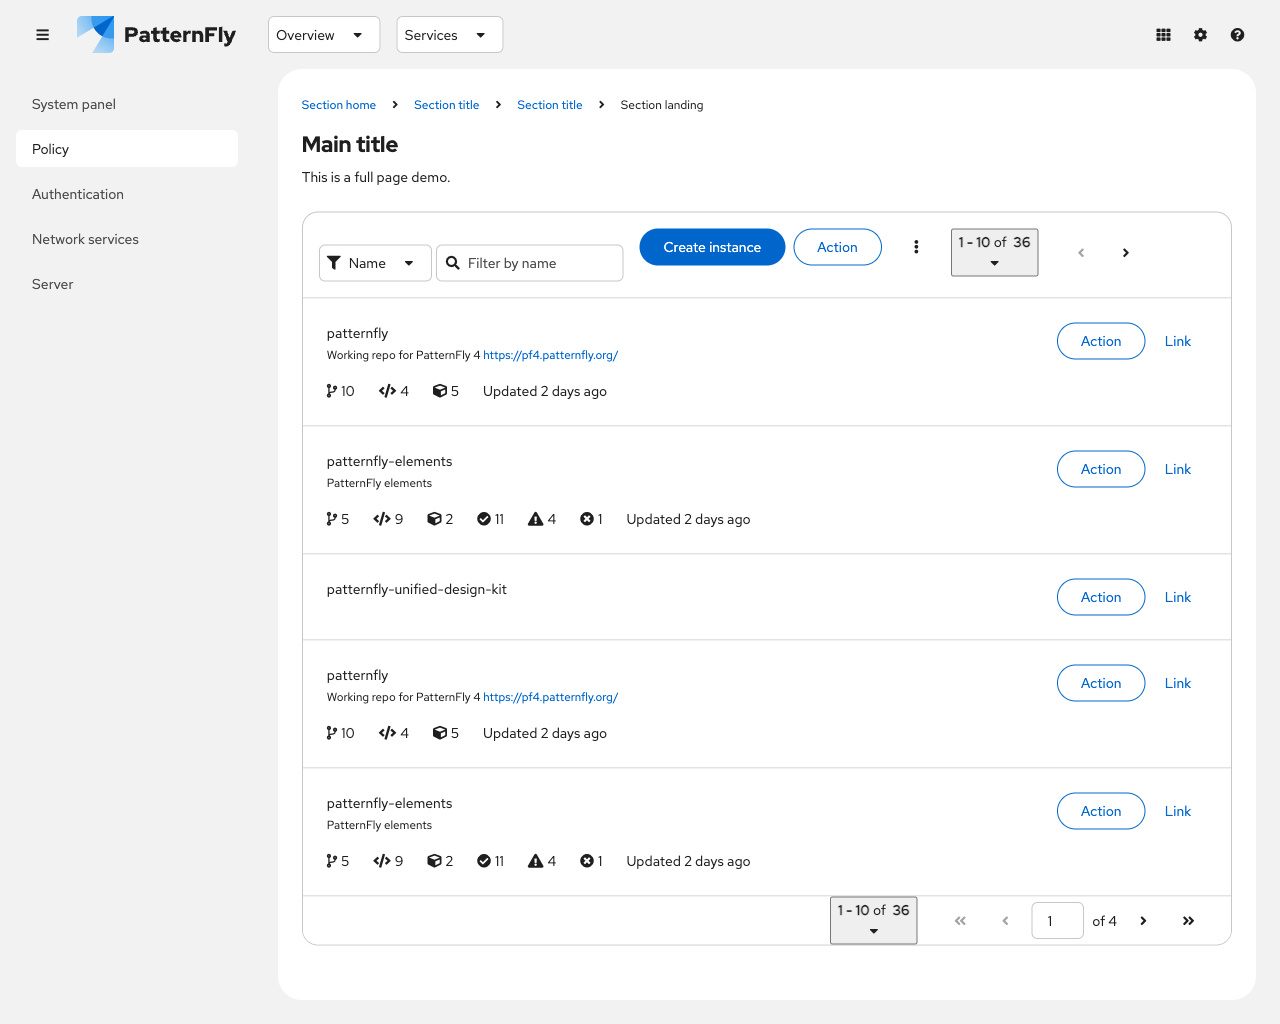 PatternFly
Overview
Services
System panel
Policy
Authentication
Network services
Server
Section home
Section title
Section title
Section landing
Main title
This is a full page demo.
Name
Filter by name
Create instance
Action
1 - 10 of 36
patternfly
Working repo for PatternFly 4 https://pf4.patternfly.org/
10 4 5 Updated 2 days ago
Action
Link
patternfly-elements
PatternFly elements
5 9 2 11 4 1 Updated 2 days ago
Action
Link
patternfly-unified-design-kit
Action
Link
patternfly
Working repo for PatternFly 4 https://pf4.patternfly.org/
10 4 5 Updated 2 days ago
Action
Link
patternfly-elements
PatternFly elements
5 9 2 11 4 1 Updated 2 days ago
Action
Link
1 - 10 of 36
1 of 4